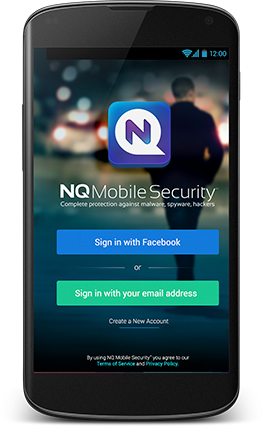 12:00
N
NQ Mobile Security™
Complete protection against malware, spyware, hackers
Sign in with Facebook
or
Sign in with your email address
Create a New Account
By using NQ Mobile Security™ you agree to our
Terms of Service and Privacy Policy.